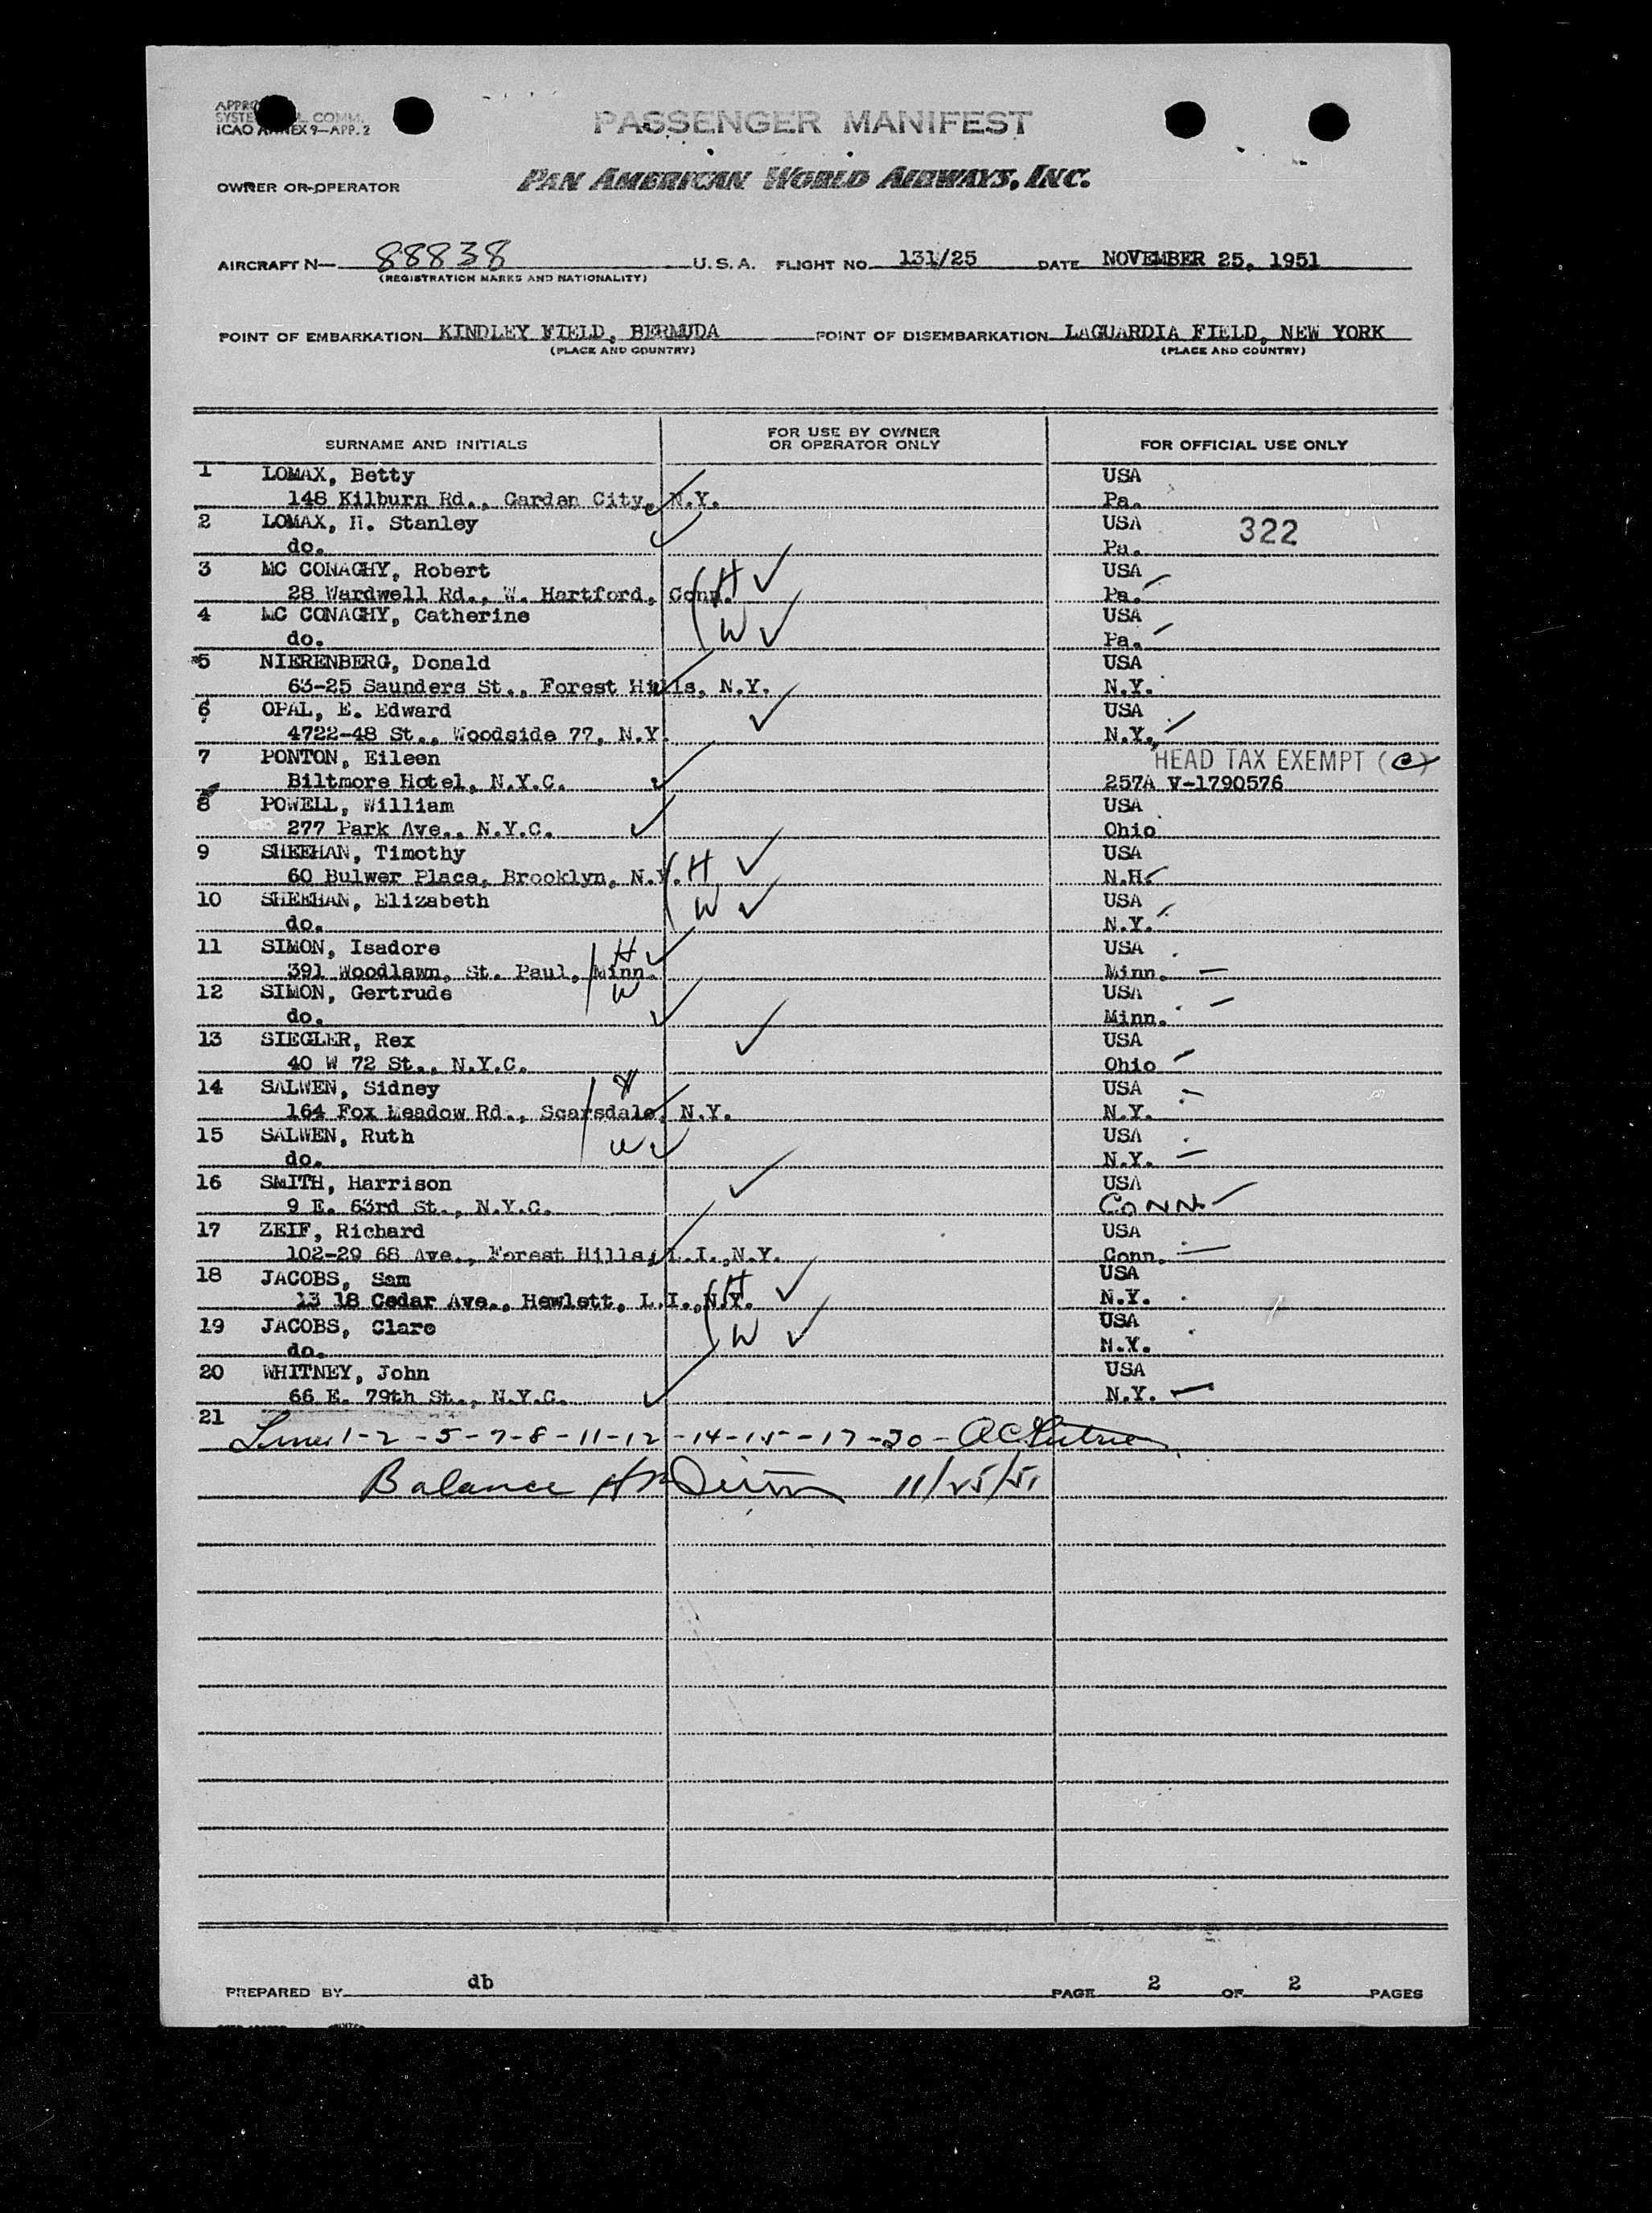 ICAO ANNEX 9—APP. 2
PASSENGER MANIFEST
OWNER OR OPERATOR PAN AMERICAN WORLD AIRWAYS, INC.
AIRCRAFT N— 88838 U.S.A. FLIGHT NO. 131/25 DATE NOVEMBER 25, 1951
(REGISTRATION MARKS AND NATIONALITY)
POINT OF EMBARKATION KINDLEY FIELD, BERMUDA POINT OF DISEMBARKATION LAGUARDIA FIELD, NEW YORK
(PLACE AND COUNTRY) (PLACE AND COUNTRY)
SURNAME AND INITIALS FOR USE BY OWNER OR OPERATOR ONLY FOR OFFICIAL USE ONLY
1 LOMAX, Betty USA
148 Kilburn Rd., Garden City, N.Y. Pa.
2 LOMAX, H. Stanley USA 322
do. Pa.
3 MC CONAGHY, Robert H USA
28 Wardwell Rd., W. Hartford, Conn. Pa.
4 MC CONAGHY, Catherine W USA
do. Pa.
5 NIERENBERG, Donald USA
63-25 Saunders St., Forest Hills, N.Y. N.Y.
6 OPAL, E. Edward USA
4722-48 St., Woodside 77, N.Y. N.Y.
7 PONTON, Eileen HEAD TAX EXEMPT (C)
Biltmore Hotel, N.Y.C. 257A V-1790576
8 POWELL, William USA
277 Park Ave., N.Y.C. Ohio
9 SHEEHAN, Timothy H USA
60 Bulwer Place, Brooklyn, N.Y. N.H.
10 SHEEHAN, Elizabeth W USA
do. N.Y.
11 SIMON, Isadore H USA
391 Woodlawn, St. Paul, Minn. Minn.
12 SIMON, Gertrude W USA
do. Minn.
13 SIEGLER, Rex USA
40 W 72 St., N.Y.C. Ohio
14 SALWEN, Sidney H USA
164 Fox Meadow Rd., Scarsdale, N.Y. N.Y.
15 SALWEN, Ruth W USA
do. N.Y.
16 SMITH, Harrison USA
9 E. 63rd St., N.Y.C. CONN.
17 ZEIF, Richard USA
102-29 68 Ave., Forest Hills, L.I.,N.Y. Conn.
18 JACOBS, Sam H USA
13 18 Cedar Ave., Hewlett, L.I.,N.Y. N.Y.
19 JACOBS, Clare W USA
do. N.Y.
20 WHITNEY, John USA
66 E. 79th St., N.Y.C. N.Y.
21 Lines 1-2-5-7-8-11-12-14-15-17-20-
Balance 11/25/51
PREPARED BY db PAGE 2 OF 2 PAGES